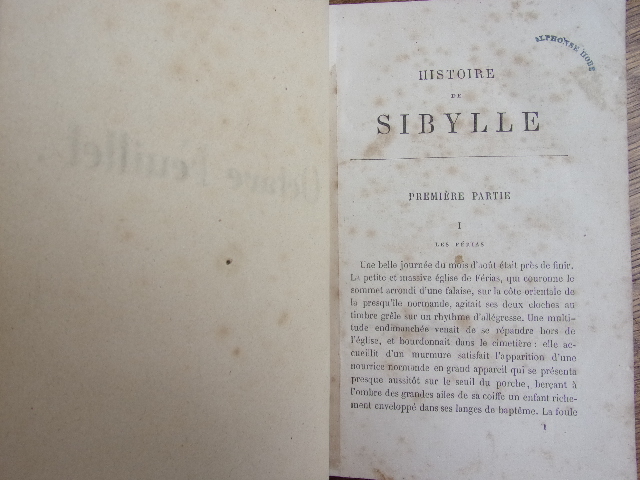 Octave Feuillet.
ALPHONSE
HISTOIRE
DE
SIBYLLE
PREMIÈRE PARTIE
I
LES FÉRIAS
Une belle journée du mois d'août était près de finir.
La petite et massive église de Férias, qui couronne le
sommet arrondi d'une falaise, sur la côte orientale de
la presqu'île normande, agitait ses deux cloches au
timbre grêle sur un rhythme d'allégresse. Une multi-
tude endimanchée venait de se répandre hors de
l'église, et bourdonnait dans le cimetière : elle ac-
cueillit d'un murmure satisfait l'apparition d'une
nourrice normande en grand appareil qui se présenta
presque aussitôt sur le seuil du porche, berçant à
l'ombre des grandes ailes de sa coiffe un enfant riche-
ment enveloppé dans ses langes de baptême. La foule
1